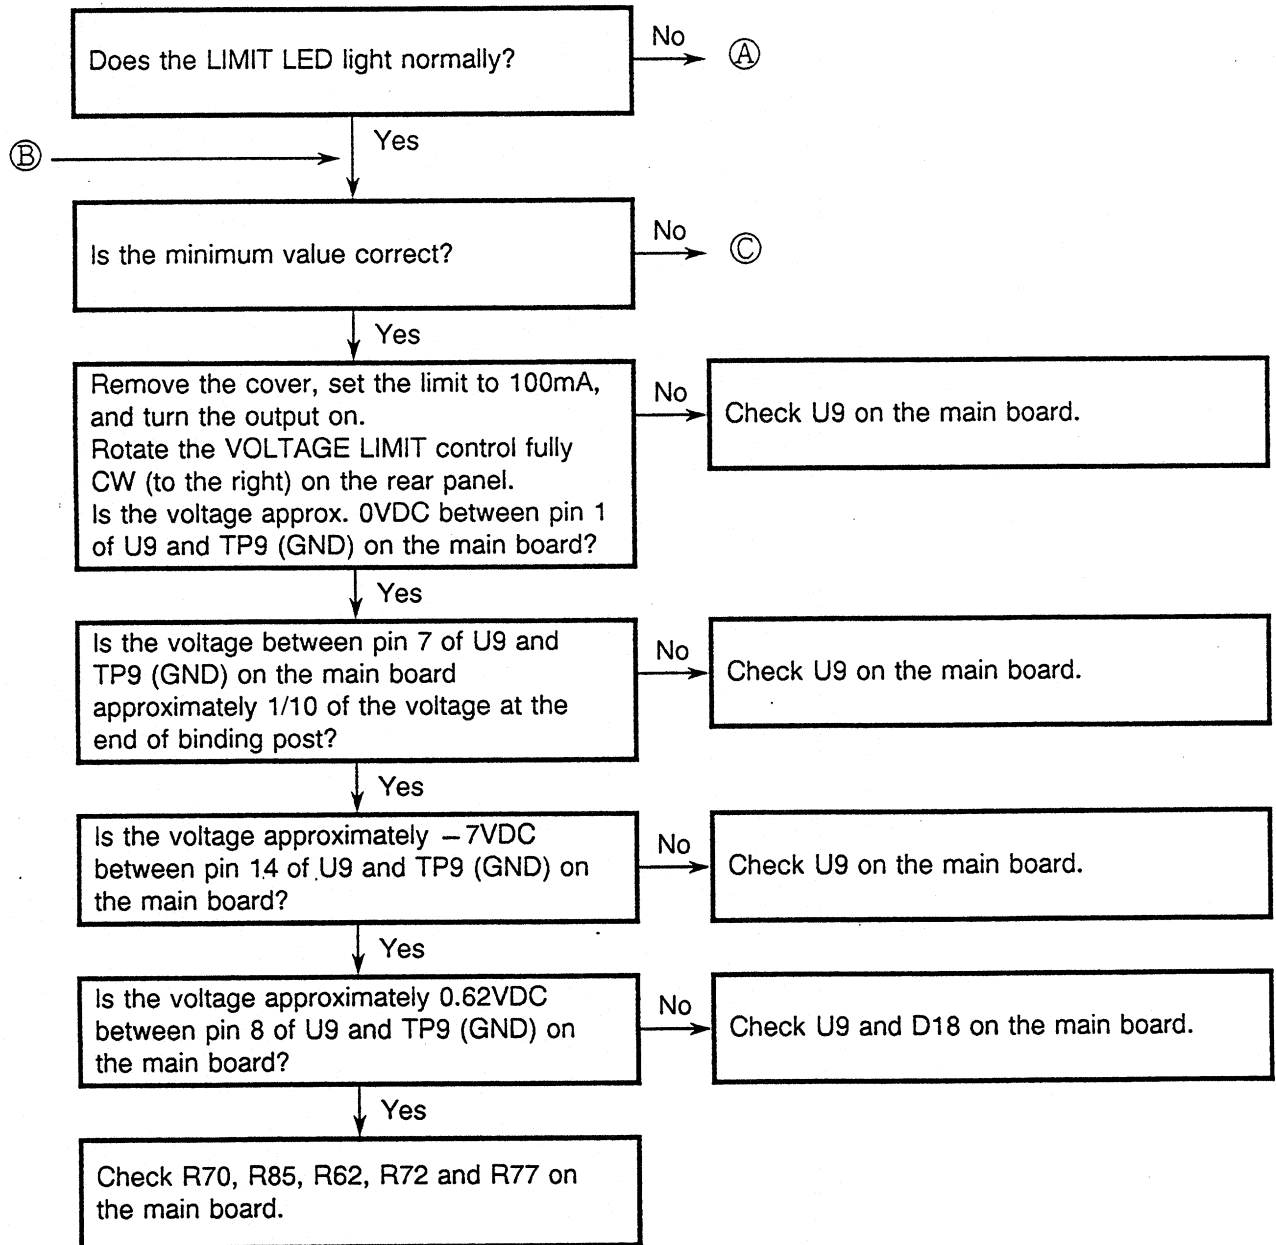 Does the LIMIT LED light normally?
No
Ⓐ
Yes
Ⓑ
Is the minimum value correct?
No
Ⓒ
Yes
Remove the cover, set the limit to 100mA,
and turn the output on.
Rotate the VOLTAGE LIMIT control fully
CW (to the right) on the rear panel.
Is the voltage approx. 0VDC between pin 1
of U9 and TP9 (GND) on the main board?
No
Check U9 on the main board.
Yes
Is the voltage between pin 7 of U9 and
TP9 (GND) on the main board
approximately 1/10 of the voltage at the
end of binding post?
No
Check U9 on the main board.
Yes
Is the voltage approximately −7VDC
between pin 14 of U9 and TP9 (GND) on
the main board?
No
Check U9 on the main board.
Yes
Is the voltage approximately 0.62VDC
between pin 8 of U9 and TP9 (GND) on
the main board?
No
Check U9 and D18 on the main board.
Yes
Check R70, R85, R62, R72 and R77 on
the main board.